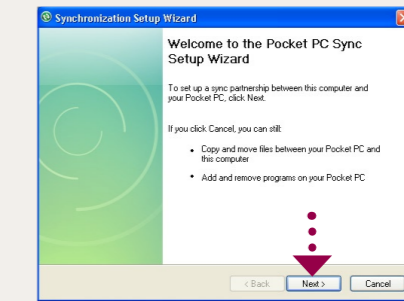 Synchronization Setup Wizard
Welcome to the Pocket PC Sync
Setup Wizard
To set up a sync partnership between this computer and
your Pocket PC, click Next.
If you click Cancel, you can still:
• Copy and move files between your Pocket PC and
this computer
• Add and remove programs on your Pocket PC
< Back Next > Cancel